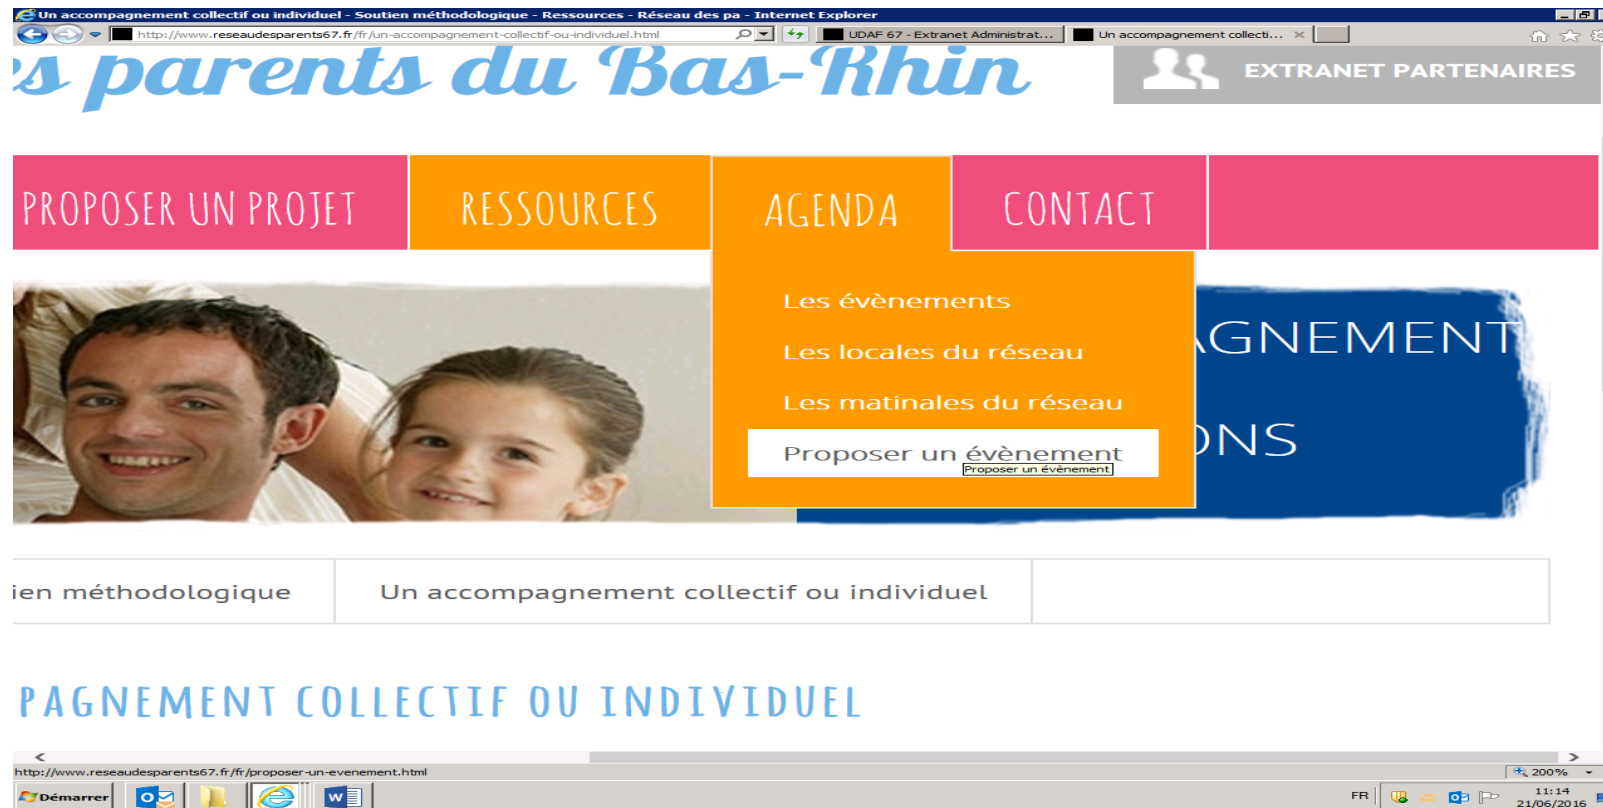 Un accompagnement collectif ou individuel - Soutien méthodologique - Ressources - Réseau des pa - Internet Explorer
http://www.reseaudesparents67.fr/fr/un-accompagnement-collectif-ou-individuel.html
UDAF 67 - Extranet Administrat...
Un accompagnement collecti...
s parents du Bas-Rhin
EXTRANET PARTENAIRES
PROPOSER UN PROJET
RESSOURCES
AGENDA
CONTACT
Les évènements
Les locales du réseau
Les matinales du réseau
Proposer un évènement
Proposer un évènement
AGNEMENT
ONS
ien méthodologique
Un accompagnement collectif ou individuel
PAGNEMENT COLLECTIF OU INDIVIDUEL
http://www.reseaudesparents67.fr/fr/proposer-un-evenement.html
200%
Démarrer
FR
11:14
21/06/2016